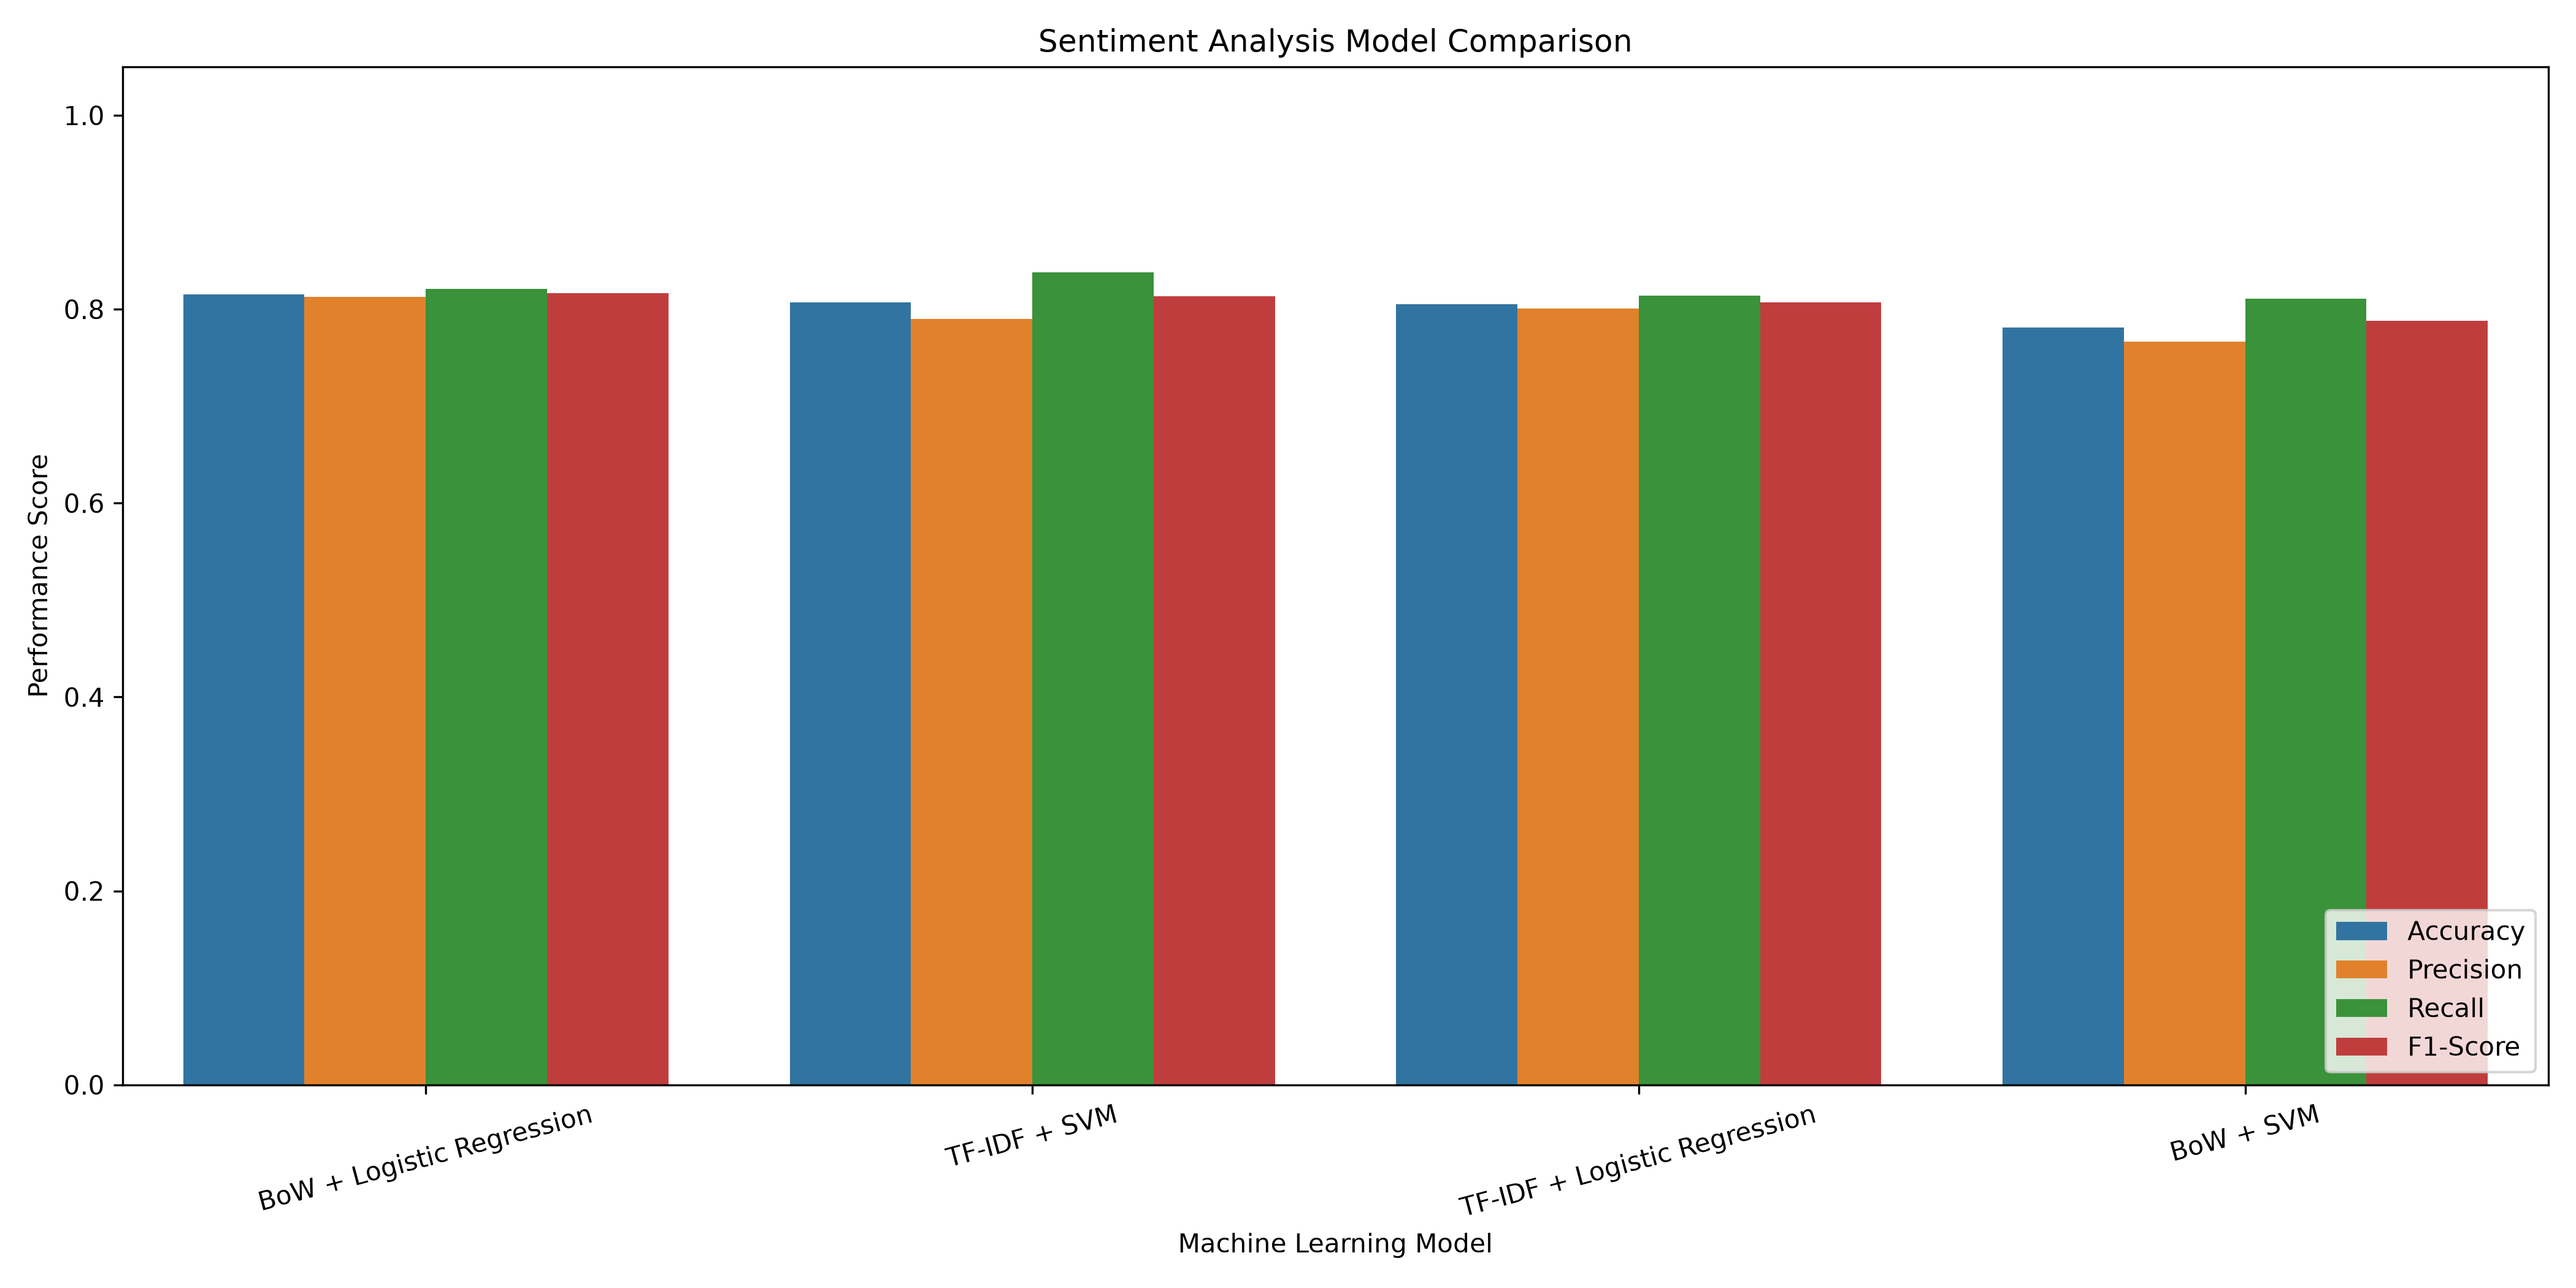 Sentiment Analysis Model Comparison
1.0
0.8
0.6
0.4
0.2
0.0
Performance Score
Accuracy
Precision
Recall
F1-Score
BoW + Logistic Regression
TF-IDF + SVM
TF-IDF + Logistic Regression
BoW + SVM
Machine Learning Model